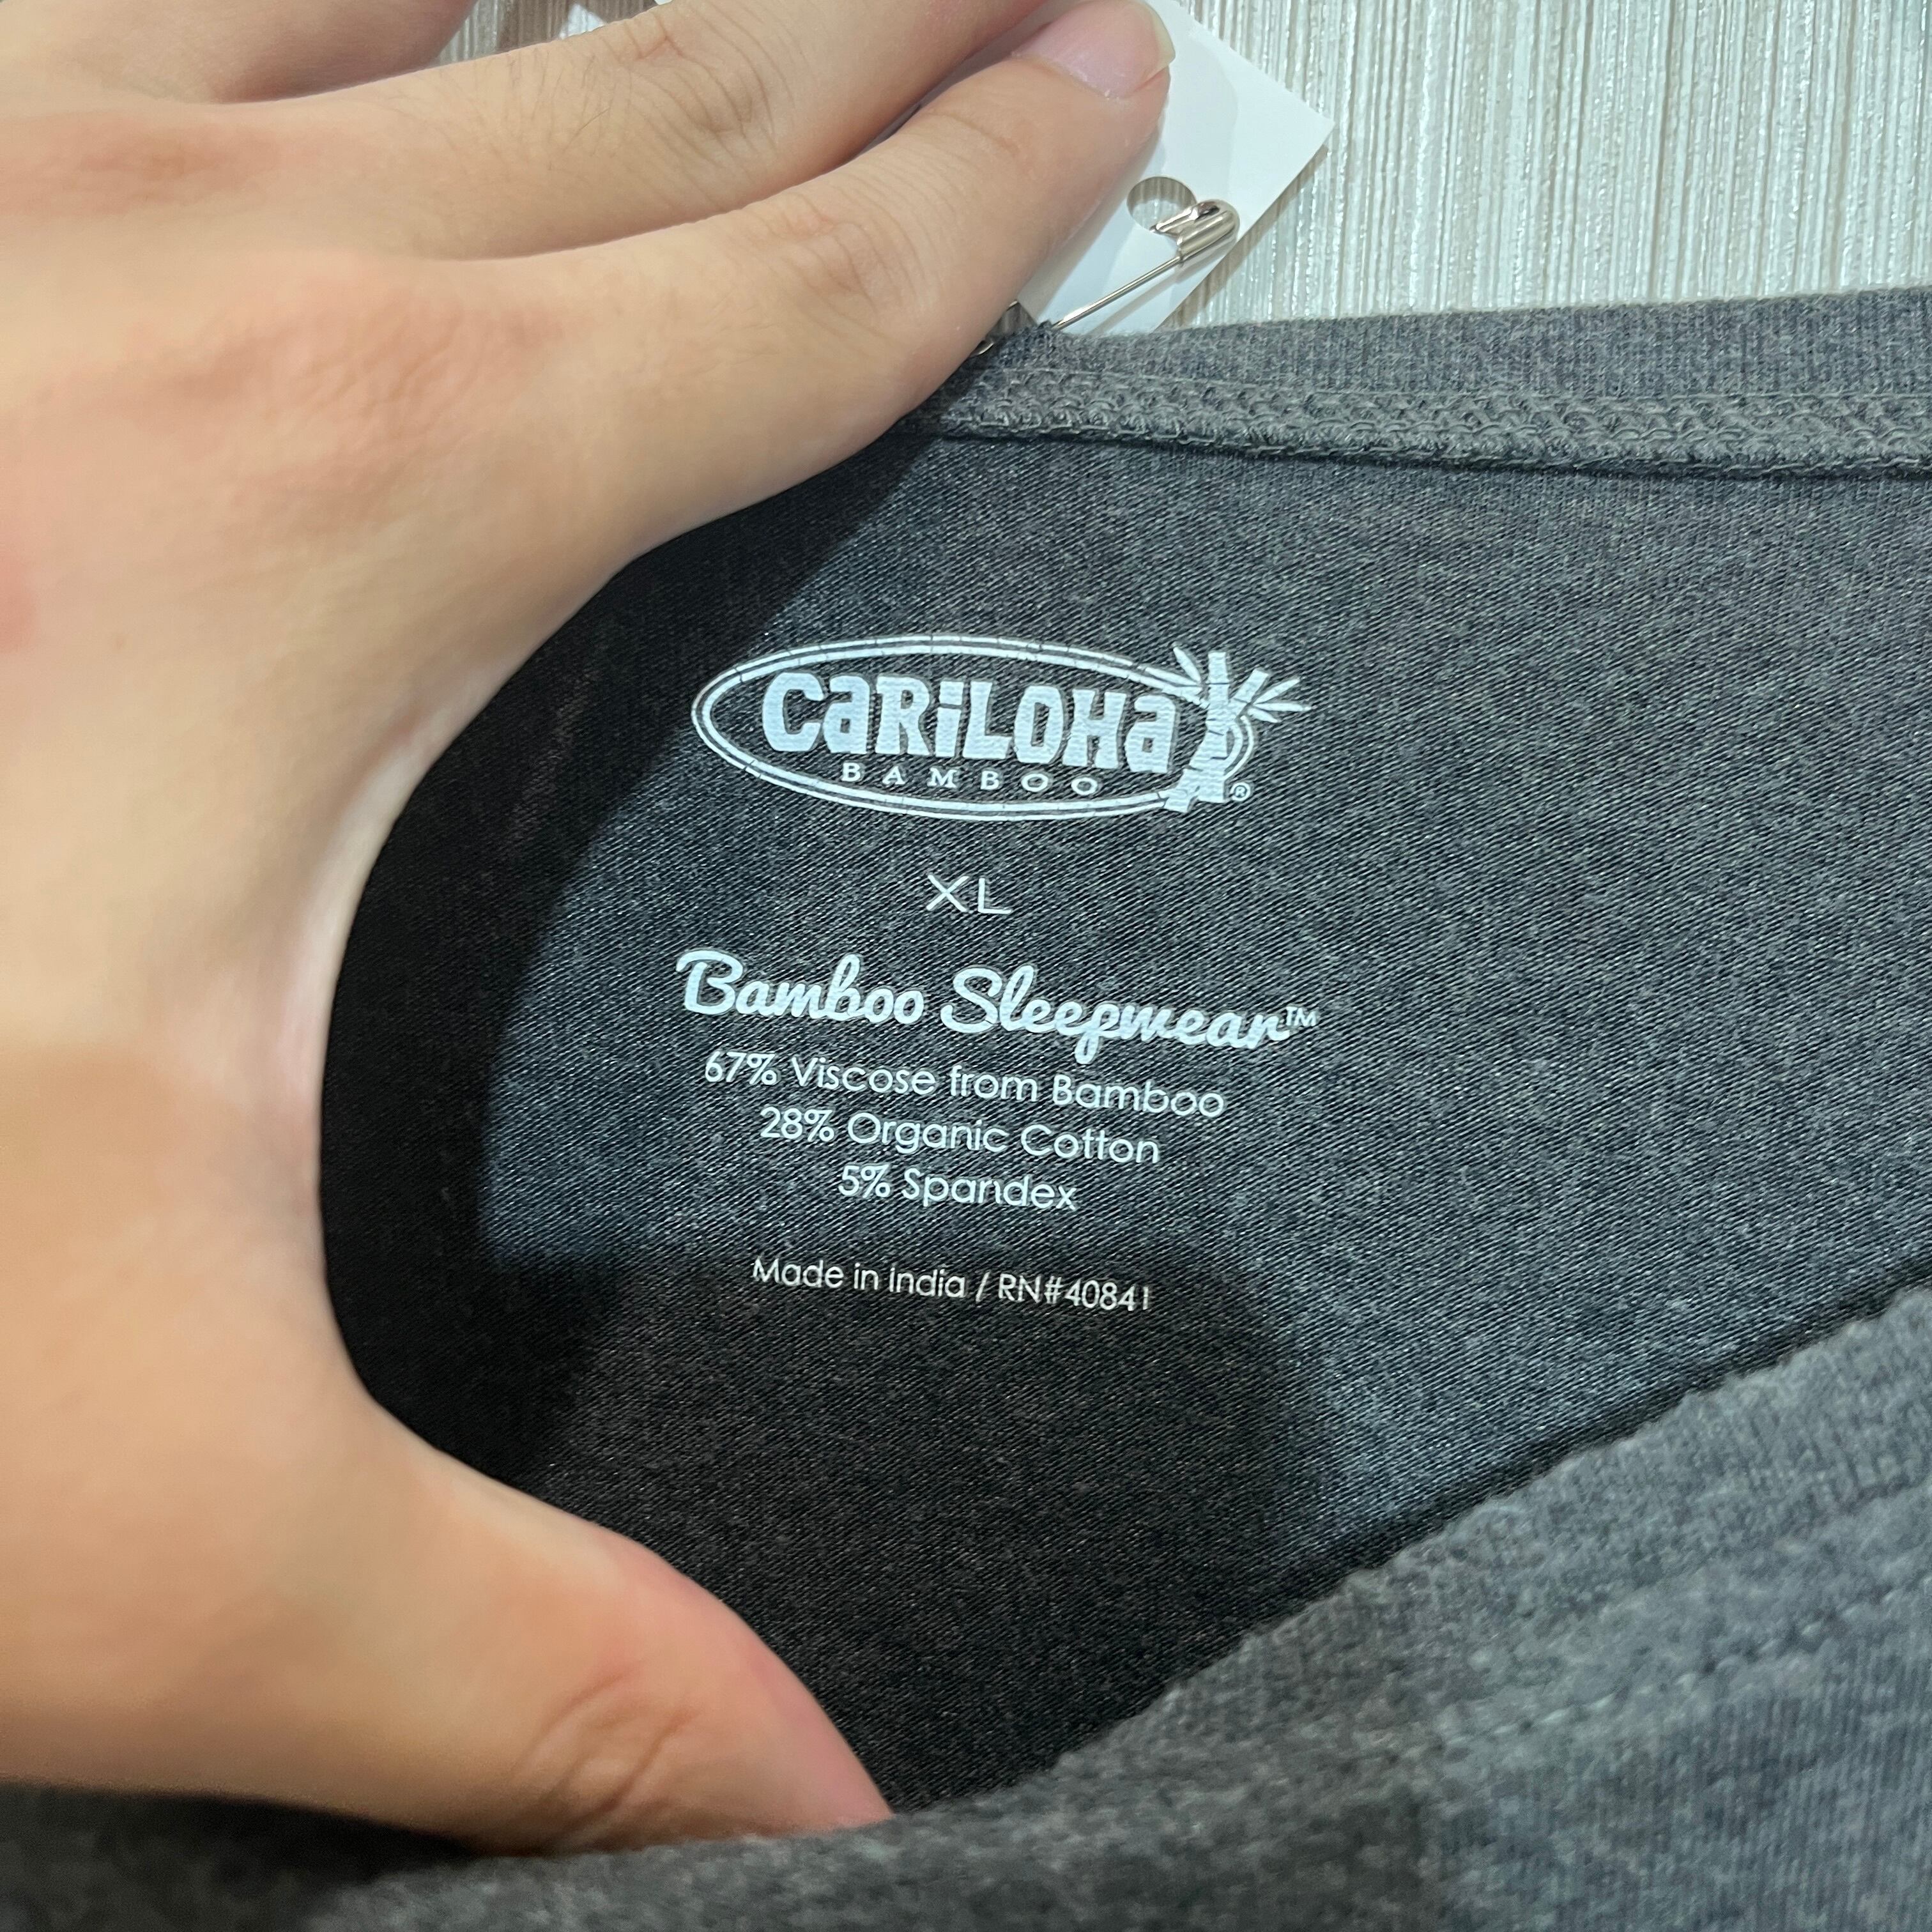 CaRiLOHa
BAMBOO®
XL
Bamboo Sleepwear™
67% Viscose from Bamboo
28% Organic Cotton
5% Spandex
Made in India / RN#40841